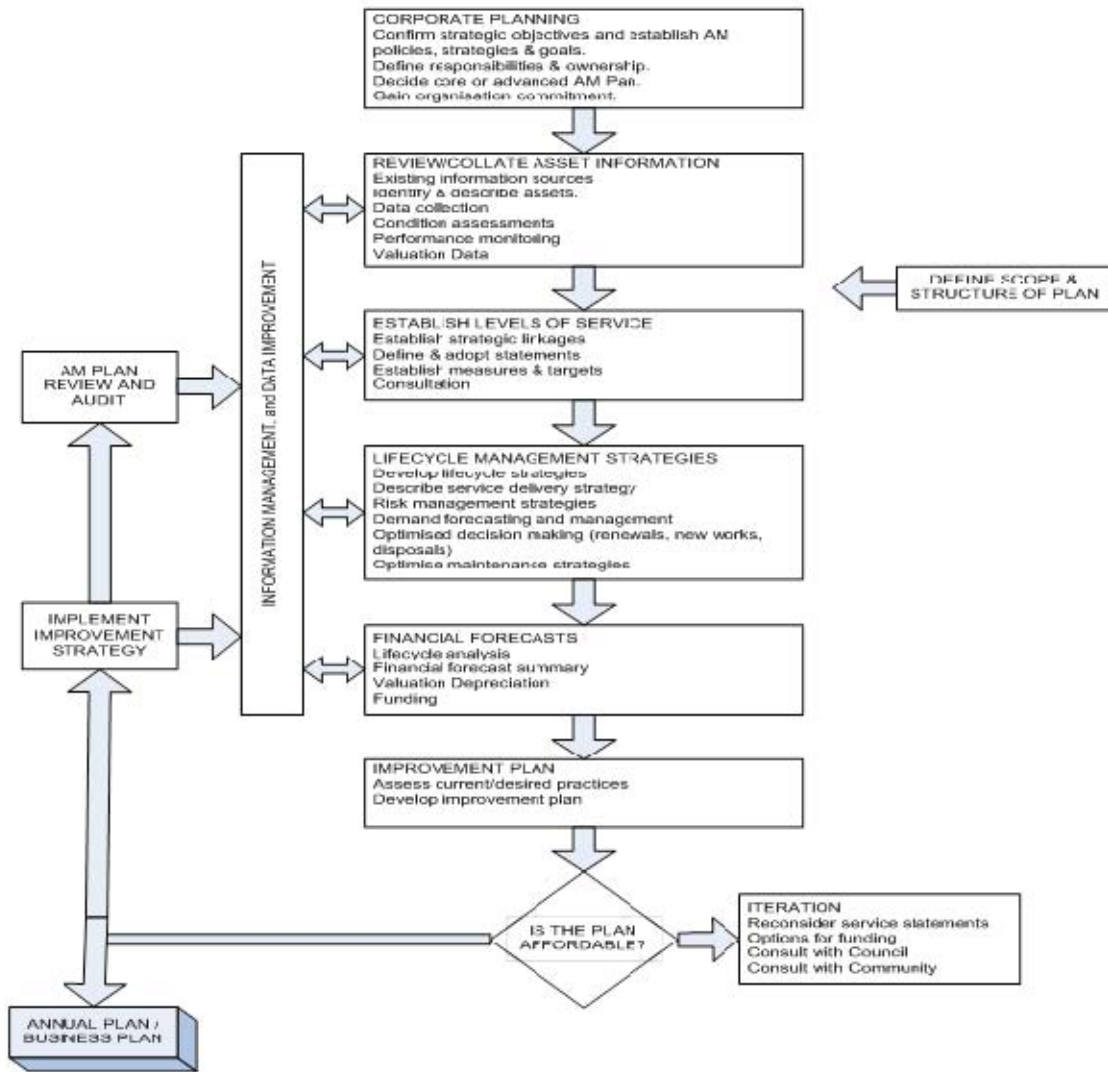 CORPORATE PLANNING
Confirm strategic objectives and establish AM
policies, strategies & goals.
Define responsibilities & ownership.
Decide core or advanced AM Pan.
Gain organisation commitment.
REVIEW/COLLATE ASSET INFORMATION
Existing information sources
Identify & describe assets.
Data collection
Condition assessments
Performance monitoring
Valuation Data
DEFINE SCOPE &
STRUCTURE OF PLAN
INFORMATION MANAGEMENT, and DATA IMPROVEMENT
ESTABLISH LEVELS OF SERVICE
Establish strategic linkages
Define & adopt statements
Establish measures & targets
Consultation
AM PLAN
REVIEW AND
AUDIT
LIFECYCLE MANAGEMENT STRATEGIES
Develop lifecycle strategies
Describe service delivery strategy
Risk management strategies
Demand forecasting and management
Optimised decision making (renewals, new works,
disposals)
Optimise maintenance strategies
IMPLEMENT
IMPROVEMENT
STRATEGY
FINANCIAL FORECASTS
Lifecycle analysis
Financial forecast summary
Valuation Depreciation
Funding
IMPROVEMENT PLAN
Assess current/desired practices
Develop improvement plan
IS THE PLAN
AFFORDABLE?
ITERATION
Reconsider service statements
Options for funding
Consult with Council
Consult with Community
ANNUAL PLAN /
BUSINESS PLAN